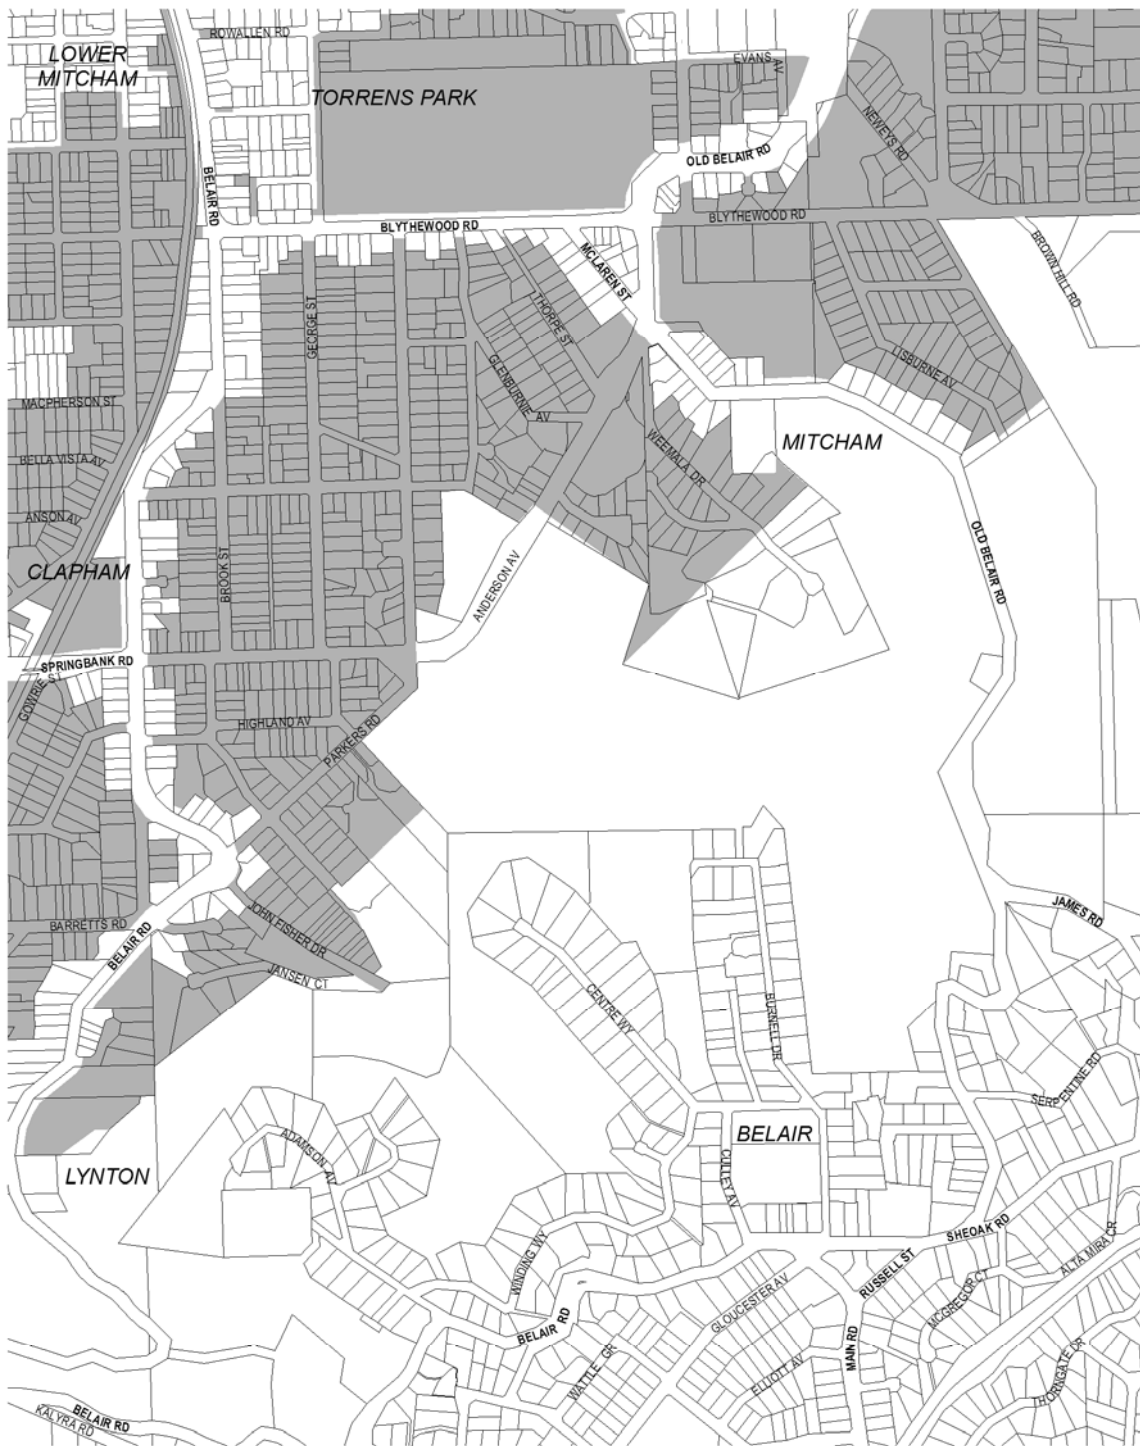 ROWALLEN RD
LOWER
MITCHAM
EVANS AV
TORRENS PARK
NEWEYS RD
OLD BELAIR RD
BELAIR RD
BLYTHEWOOD RD
BLYTHEWOOD RD
BROWN HILL RD
MCLAREN ST
GEORGE ST
THORPE ST
LISBURNE AV
GLENBURNIE AV
MACPHERSON ST
MITCHAM
WEEMALA DR
BELLA VISTA AV
ANSON AV
OLD BELAIR RD
CLAPHAM
BROOK ST
ANDERSON AV
SPRINGBANK RD
GOWRIE ST
HIGHLAND AV
PARKERS RD
JAMES RD
BARRETTS RD
JOHN FISHER DR
BELAIR RD
JANSEN CT
CENTRE WY
BURNELL DR
SERPENTINE RD
BELAIR
ADAMSON AV
LYNTON
CULLEY AV
SHEOAK RD
ALTA MIRA CR
WINDING WY
RUSSELL ST
MCGREGOR CT
GLOUCESTER AV
BELAIR RD
MAIN RD
WATTLE GR
ELLIOTT AV
THORNGATE DR
BELAIR RD
KALYRA RD